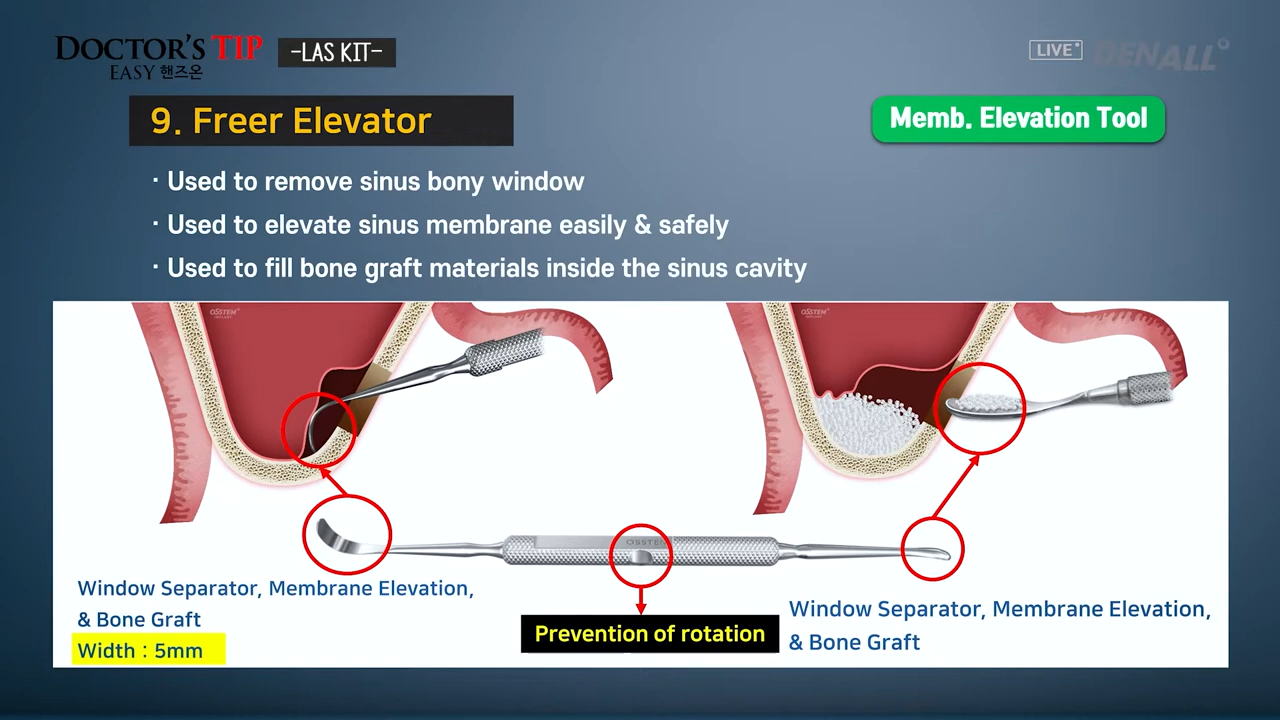 DOCTOR'S TIP -LAS KIT-
EASY 핸즈온
LIVE
DENALL
9. Freer Elevator
Memb. Elevation Tool
· Used to remove sinus bony window
· Used to elevate sinus membrane easily & safely
· Used to fill bone graft materials inside the sinus cavity
OSSTEM
IMPLANT
OSSTEM
IMPLANT
OSSTEM
Window Separator, Membrane Elevation,
& Bone Graft
Width : 5mm
Prevention of rotation
Window Separator, Membrane Elevation,
& Bone Graft